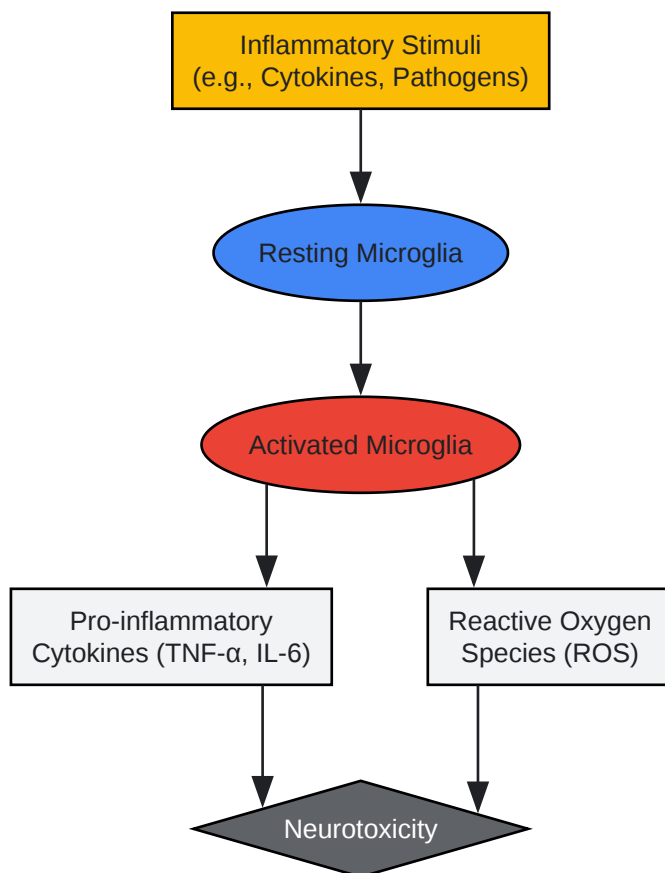 Inflammatory Stimuli
(e.g., Cytokines, Pathogens)
Resting Microglia
Activated Microglia
Pro-inflammatory
Cytokines (TNF-α, IL-6)
Reactive Oxygen
Species (ROS)
Neurotoxicity